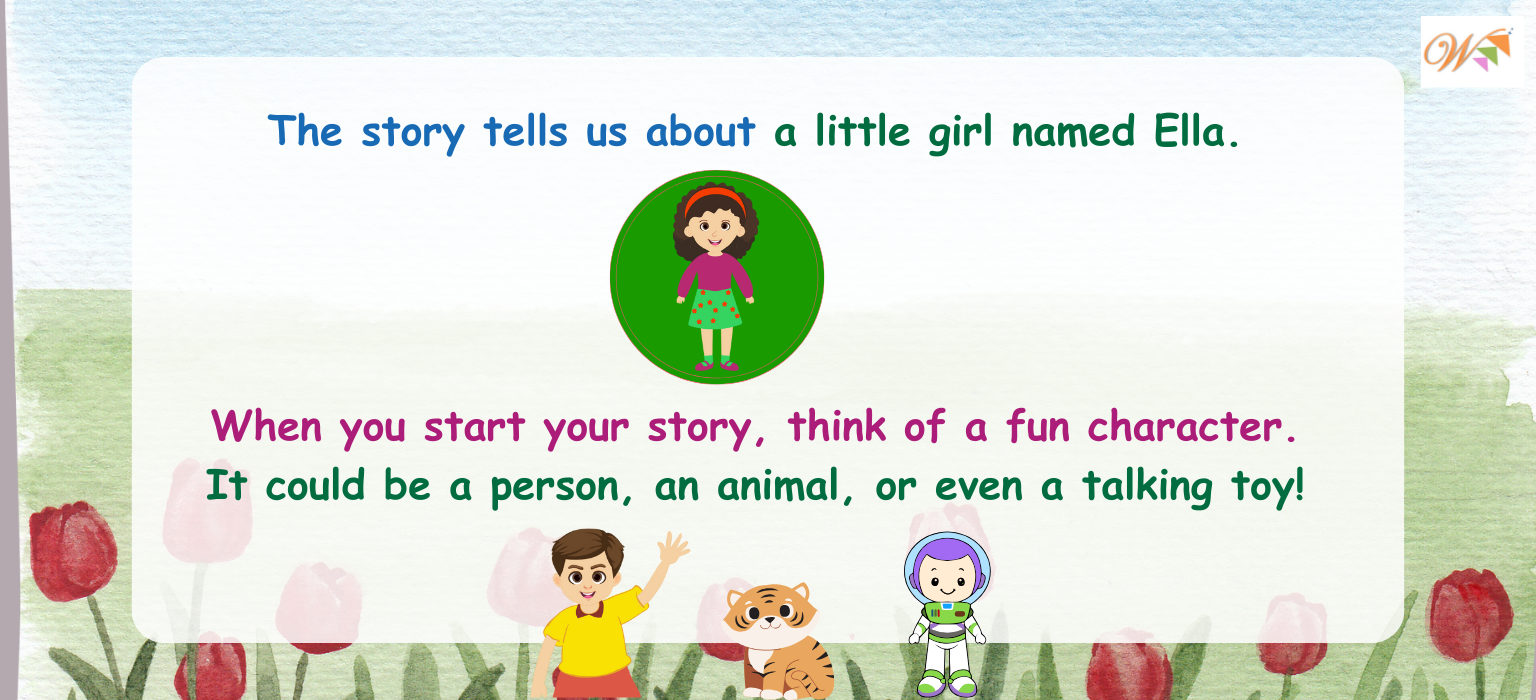 The story tells us about a little girl named Ella.
When you start your story, think of a fun character.
It could be a person, an animal, or even a talking toy!